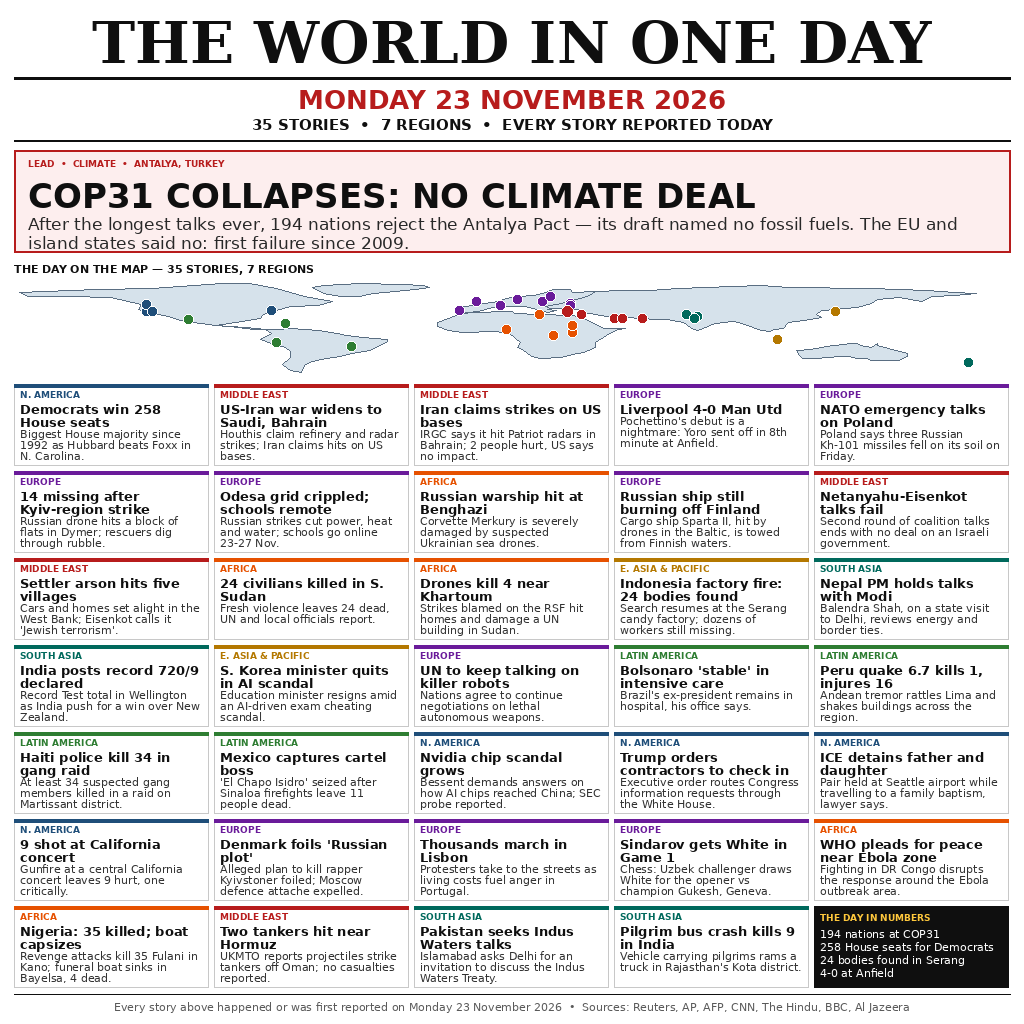 THE WORLD IN ONE DAY
MONDAY 23 NOVEMBER 2026
35 STORIES • 7 REGIONS • EVERY STORY REPORTED TODAY
LEAD • CLIMATE • ANTALYA, TURKEY
COP31 COLLAPSES: NO CLIMATE DEAL
After the longest talks ever, 194 nations reject the Antalya Pact — its draft named no fossil fuels. The EU and
island states said no: first failure since 2009.
THE DAY ON THE MAP — 35 STORIES, 7 REGIONS
N. AMERICA
Democrats win 258
House seats
Biggest House majority since
1992 as Hubbard beats Foxx in
N. Carolina.
MIDDLE EAST
US-Iran war widens to
Saudi, Bahrain
Houthis claim refinery and radar
strikes; Iran claims hits on US
bases.
MIDDLE EAST
Iran claims strikes on US
bases
IRGC says it hit Patriot radars in
Bahrain; 2 people hurt, US says
no impact.
EUROPE
Liverpool 4-0 Man Utd
Pochettino's debut is a
nightmare: Yoro sent off in 8th
minute at Anfield.
EUROPE
NATO emergency talks
on Poland
Poland says three Russian
Kh-101 missiles fell on its soil on
Friday.
EUROPE
14 missing after
Kyiv-region strike
Russian drone hits a block of
flats in Dymer; rescuers dig
through rubble.
EUROPE
Odesa grid crippled;
schools remote
Russian strikes cut power, heat
and water; schools go online
23-27 Nov.
AFRICA
Russian warship hit at
Benghazi
Corvette Merkury is severely
damaged by suspected
Ukrainian sea drones.
EUROPE
Russian ship still
burning off Finland
Cargo ship Sparta II, hit by
drones in the Baltic, is towed
from Finnish waters.
MIDDLE EAST
Netanyahu-Eisenkot
talks fail
Second round of coalition talks
ends with no deal on an Israeli
government.
MIDDLE EAST
Settler arson hits five
villages
Cars and homes set alight in the
West Bank; Eisenkot calls it
'Jewish terrorism'.
AFRICA
24 civilians killed in S.
Sudan
Fresh violence leaves 24 dead,
UN and local officials report.
AFRICA
Drones kill 4 near
Khartoum
Strikes blamed on the RSF hit
homes and damage a UN
building in Sudan.
E. ASIA & PACIFIC
Indonesia factory fire:
24 bodies found
Search resumes at the Serang
candy factory; dozens of
workers still missing.
SOUTH ASIA
Nepal PM holds talks
with Modi
Balendra Shah, on a state visit
to Delhi, reviews energy and
border ties.
SOUTH ASIA
India posts record 720/9
declared
Record Test total in Wellington
as India push for a win over New
Zealand.
E. ASIA & PACIFIC
S. Korea minister quits
in AI scandal
Education minister resigns amid
an AI-driven exam cheating
scandal.
EUROPE
UN to keep talking on
killer robots
Nations agree to continue
negotiations on lethal
autonomous weapons.
LATIN AMERICA
Bolsonaro 'stable' in
intensive care
Brazil's ex-president remains in
hospital, his office says.
LATIN AMERICA
Peru quake 6.7 kills 1,
injures 16
Andean tremor rattles Lima and
shakes buildings across the
region.
LATIN AMERICA
Haiti police kill 34 in
gang raid
At least 34 suspected gang
members killed in a raid on
Martissant district.
LATIN AMERICA
Mexico captures cartel
boss
'El Chapo Isidro' seized after
Sinaloa firefights leave 11
people dead.
N. AMERICA
Nvidia chip scandal
grows
Bessent demands answers on
how AI chips reached China; SEC
probe reported.
N. AMERICA
Trump orders
contractors to check in
Executive order routes Congress
information requests through
the White House.
N. AMERICA
ICE detains father and
daughter
Pair held at Seattle airport while
travelling to a family baptism,
lawyer says.
N. AMERICA
9 shot at California
concert
Gunfire at a central California
concert leaves 9 hurt, one
critically.
EUROPE
Denmark foils 'Russian
plot'
Alleged plan to kill rapper
Kyivstoner foiled; Moscow
defence attache expelled.
EUROPE
Thousands march in
Lisbon
Protesters take to the streets as
living costs fuel anger in
Portugal.
EUROPE
Sindarov gets White in
Game 1
Chess: Uzbek challenger draws
White for the opener vs
champion Gukesh, Geneva.
AFRICA
WHO pleads for peace
near Ebola zone
Fighting in DR Congo disrupts
the response around the Ebola
outbreak area.
AFRICA
Nigeria: 35 killed; boat
capsizes
Revenge attacks kill 35 Fulani in
Kano; funeral boat sinks in
Bayelsa, 4 dead.
MIDDLE EAST
Two tankers hit near
Hormuz
UKMTO reports projectiles strike
tankers off Oman; no casualties
reported.
SOUTH ASIA
Pakistan seeks Indus
Waters talks
Islamabad asks Delhi for an
invitation to discuss the Indus
Waters Treaty.
SOUTH ASIA
Pilgrim bus crash kills 9
in India
Vehicle carrying pilgrims rams a
truck in Rajasthan's Kota district.
THE DAY IN NUMBERS
194 nations at COP31
258 House seats for Democrats
24 bodies found in Serang
4-0 at Anfield
Every story above happened or was first reported on Monday 23 November 2026 • Sources: Reuters, AP, AFP, CNN, The Hindu, BBC, Al Jazeera